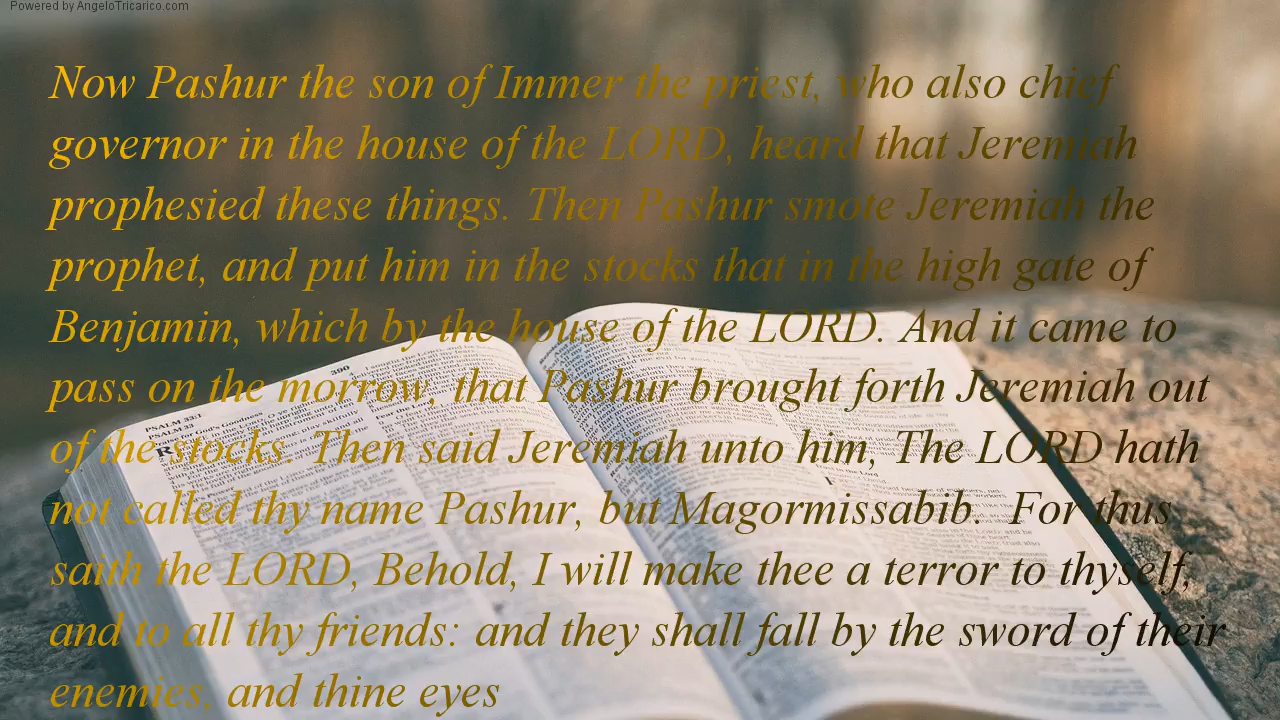 Powered by AngeloTricarico.com
Now Pashur the son of Immer the priest, who also chief
governor in the house of the LORD, heard that Jeremiah
prophesied these things. Then Pashur smote Jeremiah the
prophet, and put him in the stocks that in the high gate of
Benjamin, which by the house of the LORD. And it came to
pass on the morrow, that Pashur brought forth Jeremiah out
of the stocks. Then said Jeremiah unto him, The LORD hath
not called thy name Pashur, but Magormissabib. For thus
saith the LORD, Behold, I will make thee a terror to thyself,
and to all thy friends: and they shall fall by the sword of their
enemies, and thine eyes
390